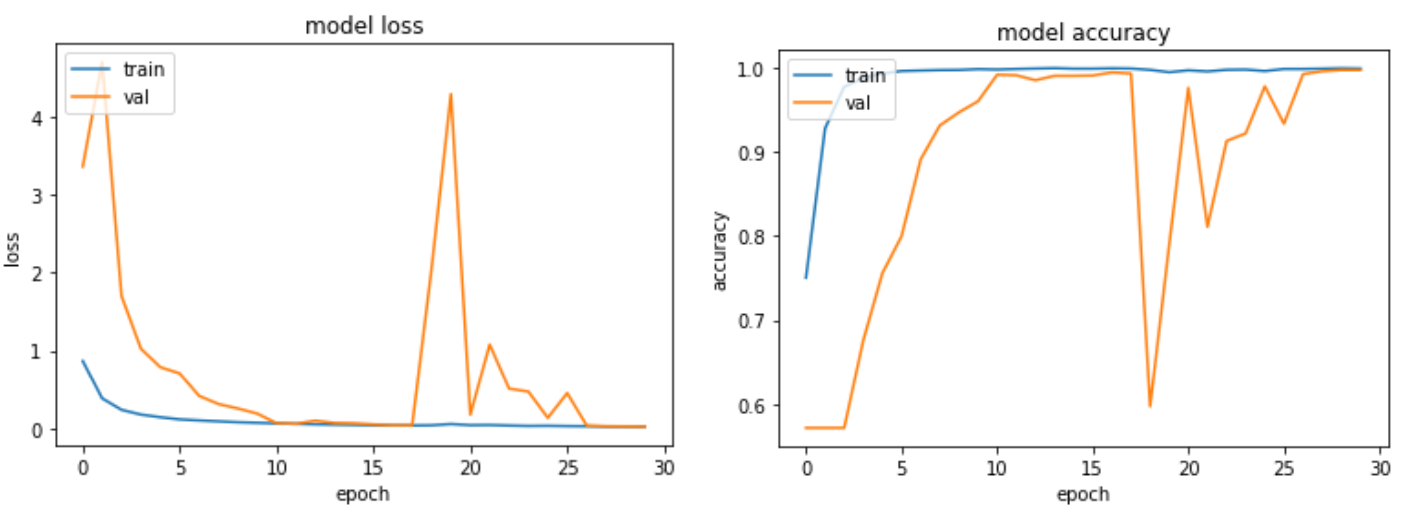 model loss
train
val
4
3
2
1
0
loss
0 5 10 15 20 25 30
epoch
model accuracy
train
val
1.0
0.9
0.8
0.7
0.6
accuracy
0 5 10 15 20 25 30
epoch